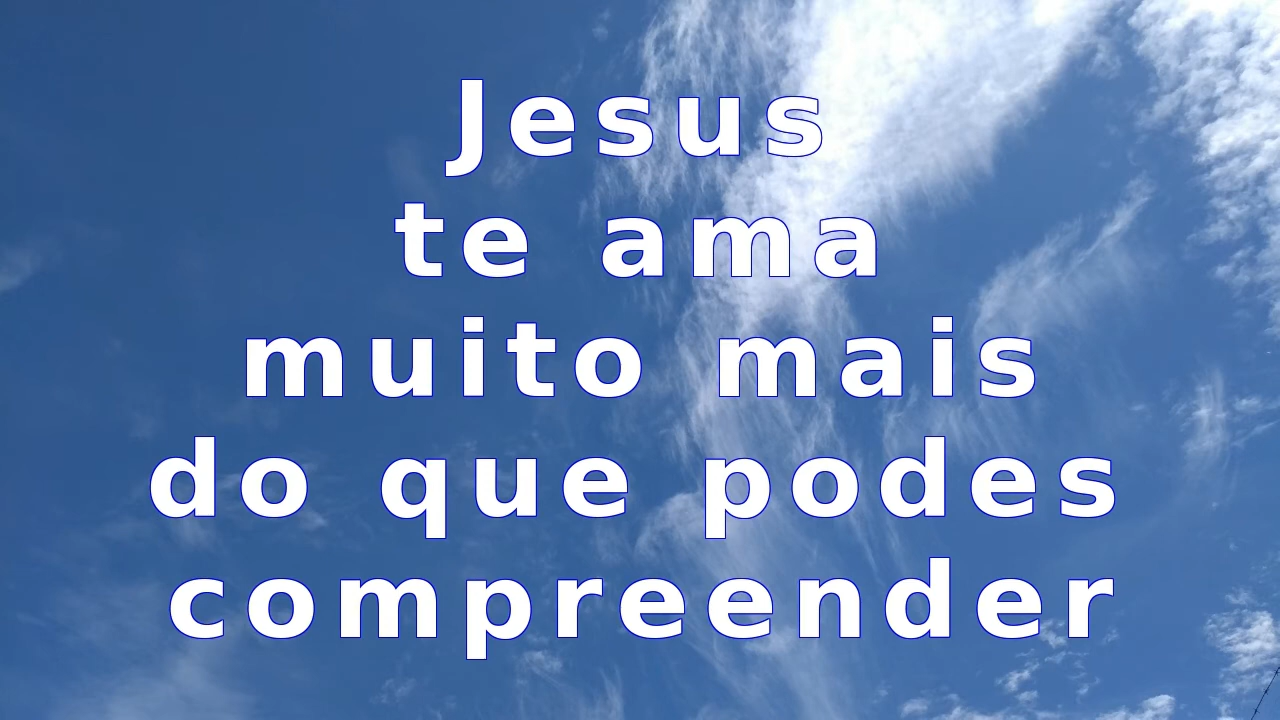 Jesus
te ama
muito mais
do que podes
compreender